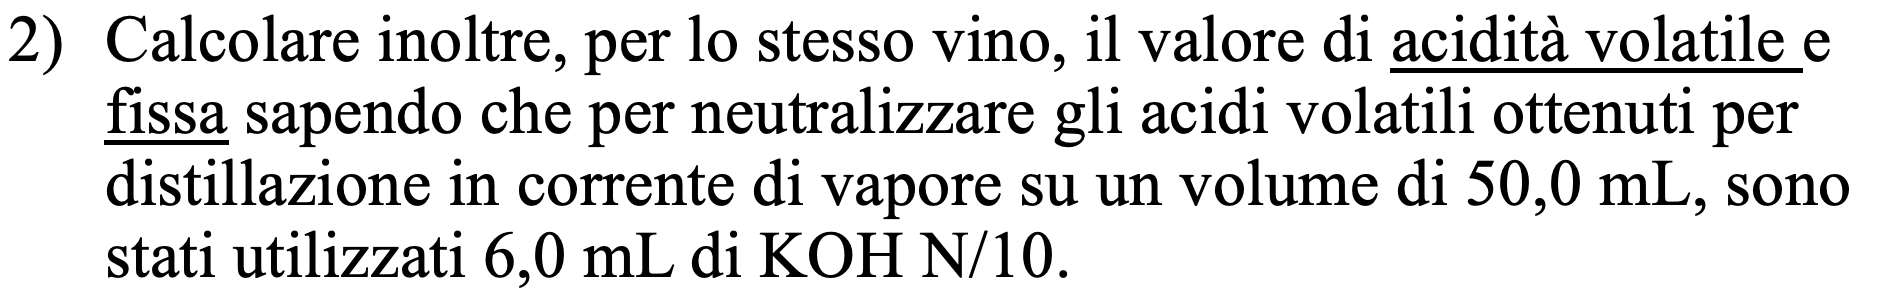 2) Calcolare inoltre, per lo stesso vino, il valore di acidità volatile e
fissa sapendo che per neutralizzare gli acidi volatili ottenuti per
distillazione in corrente di vapore su un volume di 50,0 mL, sono
stati utilizzati 6,0 mL di KOH N/10.